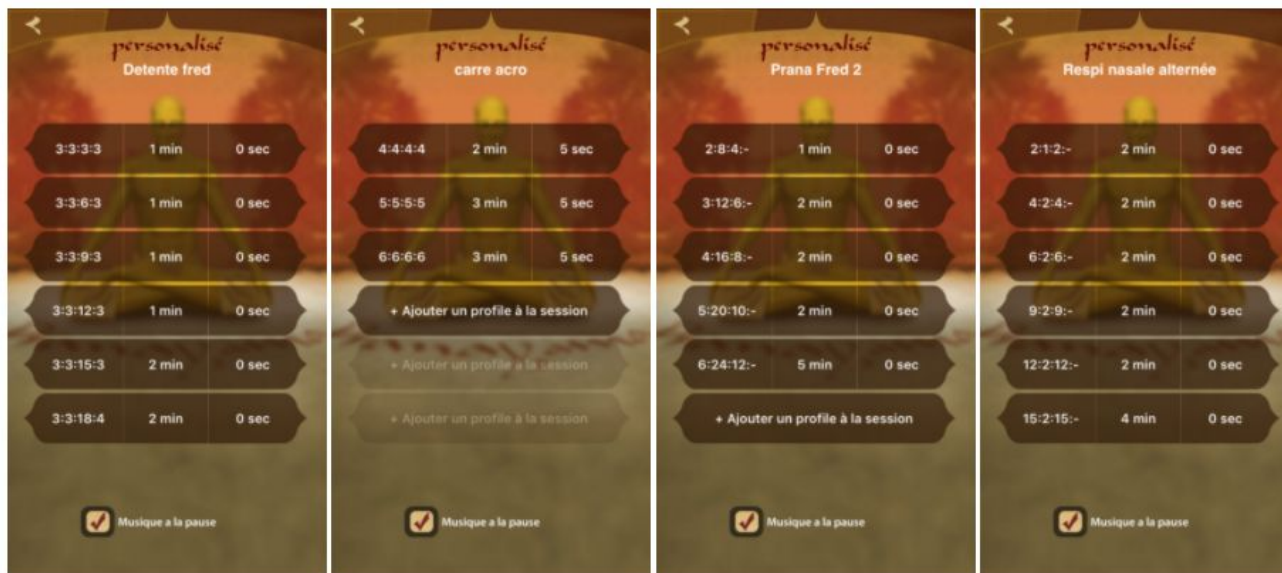 personalisé
Detente fred
3:3:3:3 1 min 0 sec
3:3:6:3 1 min 0 sec
3:3:9:3 1 min 0 sec
3:3:12:3 1 min 0 sec
3:3:15:3 2 min 0 sec
3:3:18:4 2 min 0 sec
Musique a la pause
personalisé
carre acro
4:4:4:4 2 min 5 sec
5:5:5:5 3 min 5 sec
6:6:6:6 3 min 5 sec
+ Ajouter un profile à la session
+ Ajouter un profile a la session
+ Ajouter un profile à la session
Musique a la pause
personalisé
Prana Fred 2
2:8:4:- 1 min 0 sec
3:12:6:- 2 min 0 sec
4:16:8:- 2 min 0 sec
5:20:10:- 2 min 0 sec
6:24:12:- 5 min 0 sec
+ Ajouter un profile à la session
Musique a la pause
personalisé
Respi nasale alternée
2:1:2:- 2 min 0 sec
4:2:4:- 2 min 0 sec
6:2:6:- 2 min 0 sec
9:2:9:- 2 min 0 sec
12:2:12:- 2 min 0 sec
15:2:15:- 4 min 0 sec
Musique a la pause